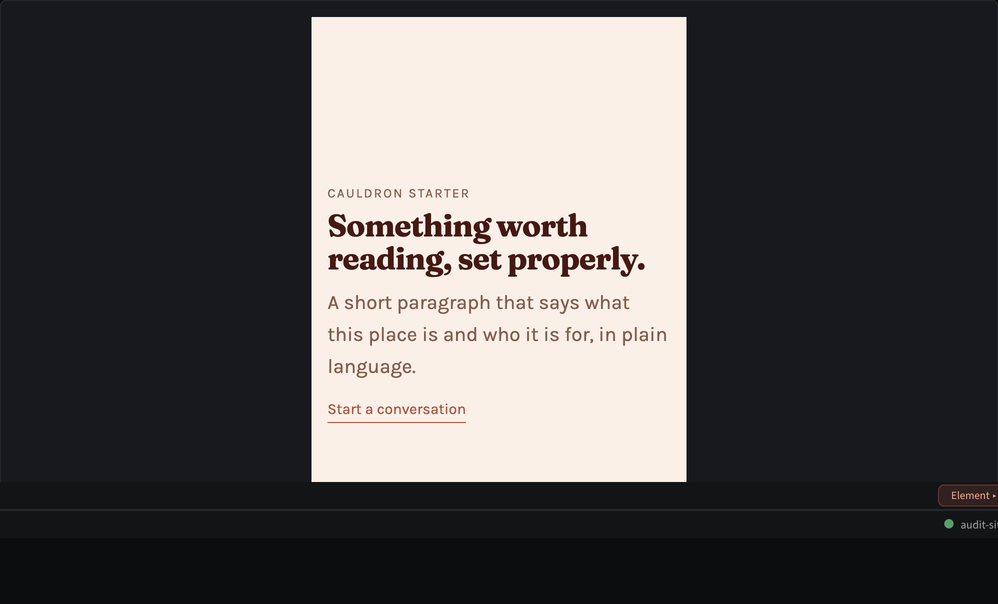 CAULDRON STARTER
Something worth
reading, set properly.
A short paragraph that says what
this place is and who it is for, in plain
language.
Start a conversation
Element